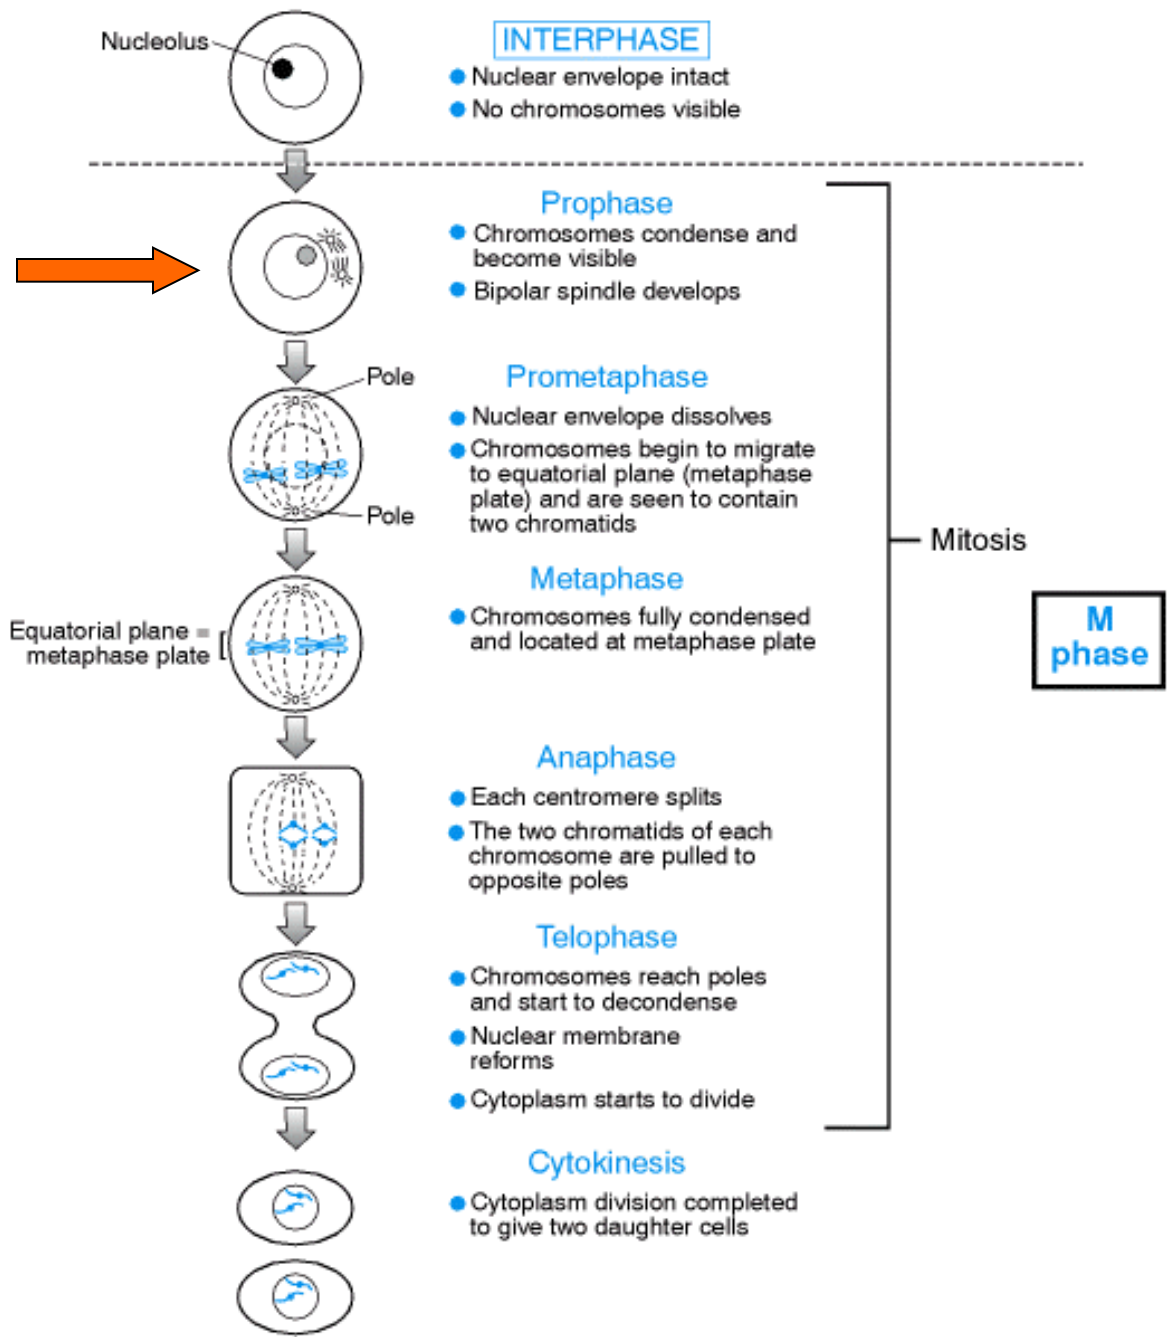 Nucleolus
INTERPHASE
Nuclear envelope intact
No chromosomes visible
Prophase
Chromosomes condense and
become visible
Bipolar spindle develops
Pole
Prometaphase
Nuclear envelope dissolves
Chromosomes begin to migrate
to equatorial plane (metaphase
plate) and are seen to contain
two chromatids
Pole
Mitosis
Metaphase
Chromosomes fully condensed
and located at metaphase plate
Equatorial plane =
metaphase plate
M
phase
Anaphase
Each centromere splits
The two chromatids of each
chromosome are pulled to
opposite poles
Telophase
Chromosomes reach poles
and start to decondense
Nuclear membrane
reforms
Cytoplasm starts to divide
Cytokinesis
Cytoplasm division completed
to give two daughter cells